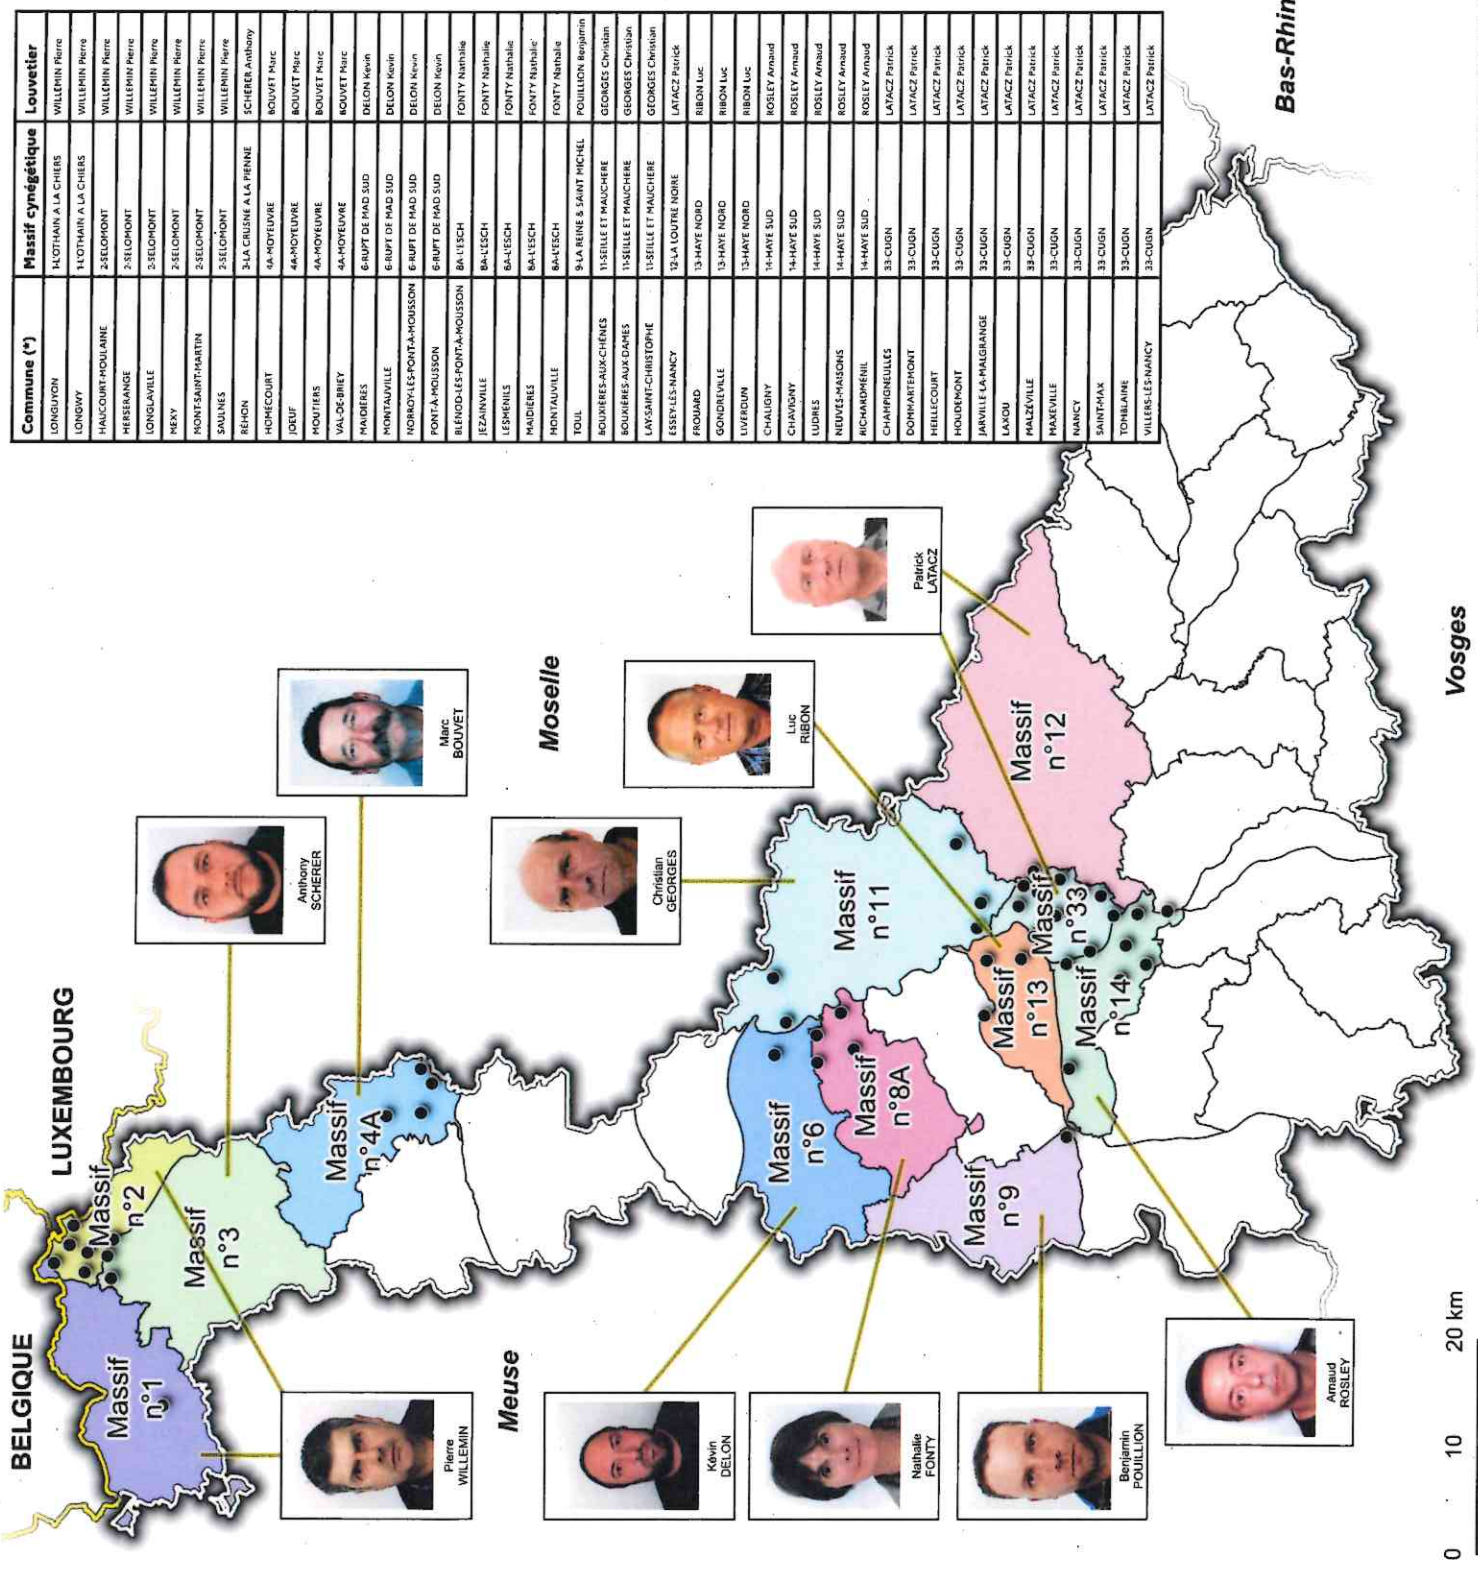 Commune (*) Massif cynégétique Louvetier
LONGUYON 1-L'OTHAIN A LA CHIERS WILLEMIN Pierre
LONGWY 1-L'OTHAIN A LA CHIERS WILLEMIN Pierre
HAUCOURT-MOULAINE 2-SELOMONT WILLEMIN Pierre
HERSERANGE 2-SELOMONT WILLEMIN Pierre
LONGLAVILLE 2-SELOMONT WILLEMIN Pierre
MEXY 2-SELOMONT WILLEMIN Pierre
MONT-SAINT-MARTIN 2-SELOMONT WILLEMIN Pierre
SAULNES 2-SELOMONT WILLEMIN Pierre
RÉHON 3-LA CRUSNE A LA PIENNE SCHERER Anthony
HOMÉCOURT 4A-MOYEUVRE BOUVET Marc
JOEUF 4A-MOYEUVRE BOUVET Marc
MOUTIERS 4A-MOYEUVRE BOUVET Marc
VAL-DE-BRIEY 4A-MOYEUVRE BOUVET Marc
MAIDIÈRES 6-RUPT DE MAD SUD DELON Kevin
MONTAUVILLE 6-RUPT DE MAD SUD DELON Kevin
NORROY-LÈS-PONT-À-MOUSSON 6-RUPT DE MAD SUD DELON Kevin
PONT-À-MOUSSON 6-RUPT DE MAD SUD DELON Kevin
BLÉNOD-LÈS-PONT-À-MOUSSON 8A-L'ESCH FONTY Nathalie
JEZAINVILLE 8A-L'ESCH FONTY Nathalie
LESMÉNILS 8A-L'ESCH FONTY Nathalie
MAIDIÈRES 8A-L'ESCH FONTY Nathalie
MONTAUVILLE 8A-L'ESCH FONTY Nathalie
TOUL 9-LA REINE & SAINT MICHEL POUILLION Benjamin
BOUXIÈRES-AUX-CHÊNES 11-SEILLE ET MAUCHERE GEORGES Christian
BOUXIÈRES-AUX-DAMES 11-SEILLE ET MAUCHERE GEORGES Christian
LAY-SAINT-CHRISTOPHE 11-SEILLE ET MAUCHERE GEORGES Christian
ESSEY-LÈS-NANCY 12-LA LOUTRE NOIRE LATACZ Patrick
FROUARD 13-HAYE NORD RIBON Luc
GONDREVILLE 13-HAYE NORD RIBON Luc
LIVERDUN 13-HAYE NORD RIBON Luc
CHALIGNY 14-HAYE SUD ROSLEY Arnaud
CHAVIGNY 14-HAYE SUD ROSLEY Arnaud
LUDRES 14-HAYE SUD ROSLEY Arnaud
NEUVES-MAISONS 14-HAYE SUD ROSLEY Arnaud
RICHARDMÉNIL 14-HAYE SUD ROSLEY Arnaud
CHAMPIGNEULLES 33-CUGN LATACZ Patrick
DOMMARTEMONT 33-CUGN LATACZ Patrick
HEILLECOURT 33-CUGN LATACZ Patrick
HOUDEMONT 33-CUGN LATACZ Patrick
JARVILLE-LA-MALGRANGE 33-CUGN LATACZ Patrick
LAXOU 33-CUGN LATACZ Patrick
MALZÉVILLE 33-CUGN LATACZ Patrick
MAXÉVILLE 33-CUGN LATACZ Patrick
NANCY 33-CUGN LATACZ Patrick
SAINT-MAX 33-CUGN LATACZ Patrick
TOMBLAINE 33-CUGN LATACZ Patrick
VILLERS-LÈS-NANCY 33-CUGN LATACZ Patrick
BELGIQUE
LUXEMBOURG
Massif
n°1
Massif
n°2
Massif
n°3
Massif
n°4A
Anthony
SCHERER
Marc
BOUVET
Pierre
WILLEMIN
Meuse
Moselle
Christian
GEORGES
Luc
RIBON
Patrick
LATACZ
Kévin
DELON
Nathalie
FONTY
Benjamin
POUILLION
Arnaud
ROSLEY
Massif
n°6
Massif
n°8A
Massif
n°9
Massif
n°11
Massif
n°12
Massif
n°13
Massif
n°33
Massif
n°14
Bas-Rhin
Vosges
0 10 20 km